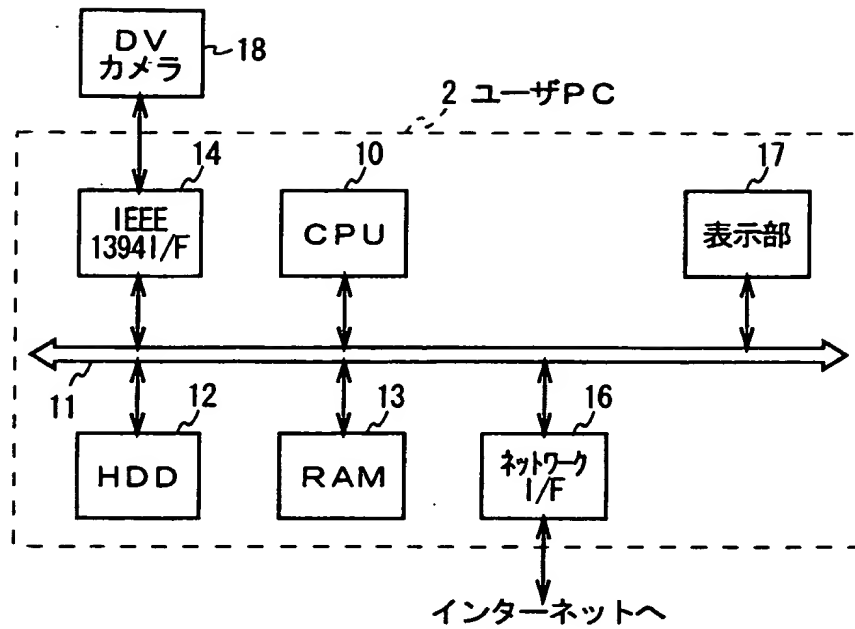 DV
カメラ
18
2 ユーザPC
14
IEEE
1394I/F
10
CPU
17
表示部
11
12
HDD
13
RAM
16
ネットワーク
I/F
インターネットへ